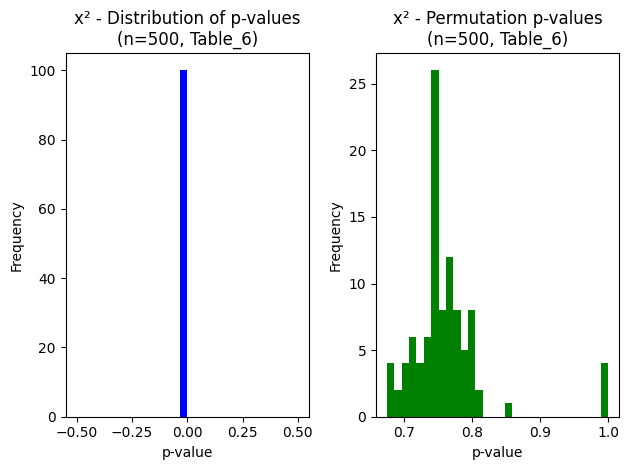 x² - Distribution of p-values
(n=500, Table_6)
100
80
60
40
20
0
Frequency
−0.50
−0.25
0.00
0.25
0.50
p-value
x² - Permutation p-values
(n=500, Table_6)
25
20
15
10
5
0
Frequency
0.7
0.8
0.9
1.0
p-value